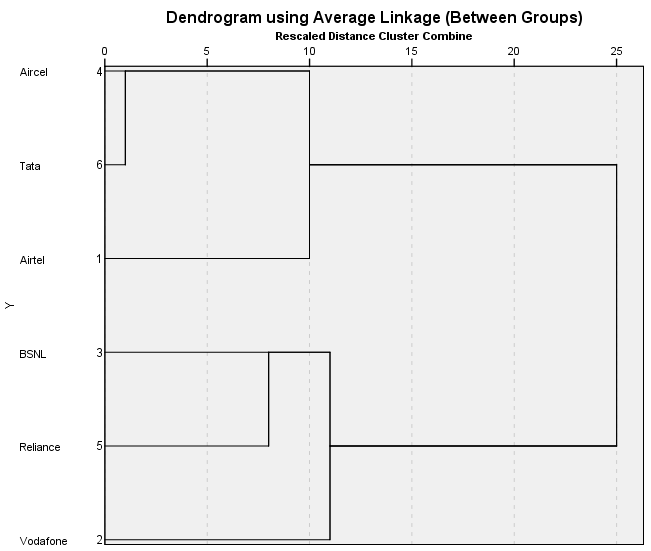 Dendrogram using Average Linkage (Between Groups)
Rescaled Distance Cluster Combine
0 5 10 15 20 25
Aircel 4
Tata 6
Airtel 1
Y
BSNL 3
Reliance 5
Vodafone 2